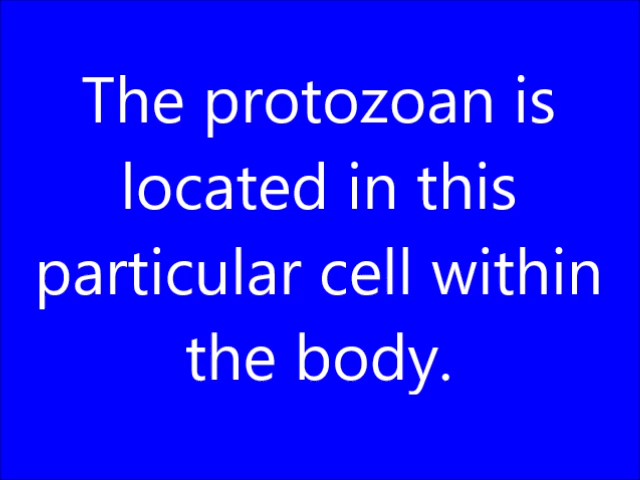 The protozoan is
located in this
particular cell within
the body.